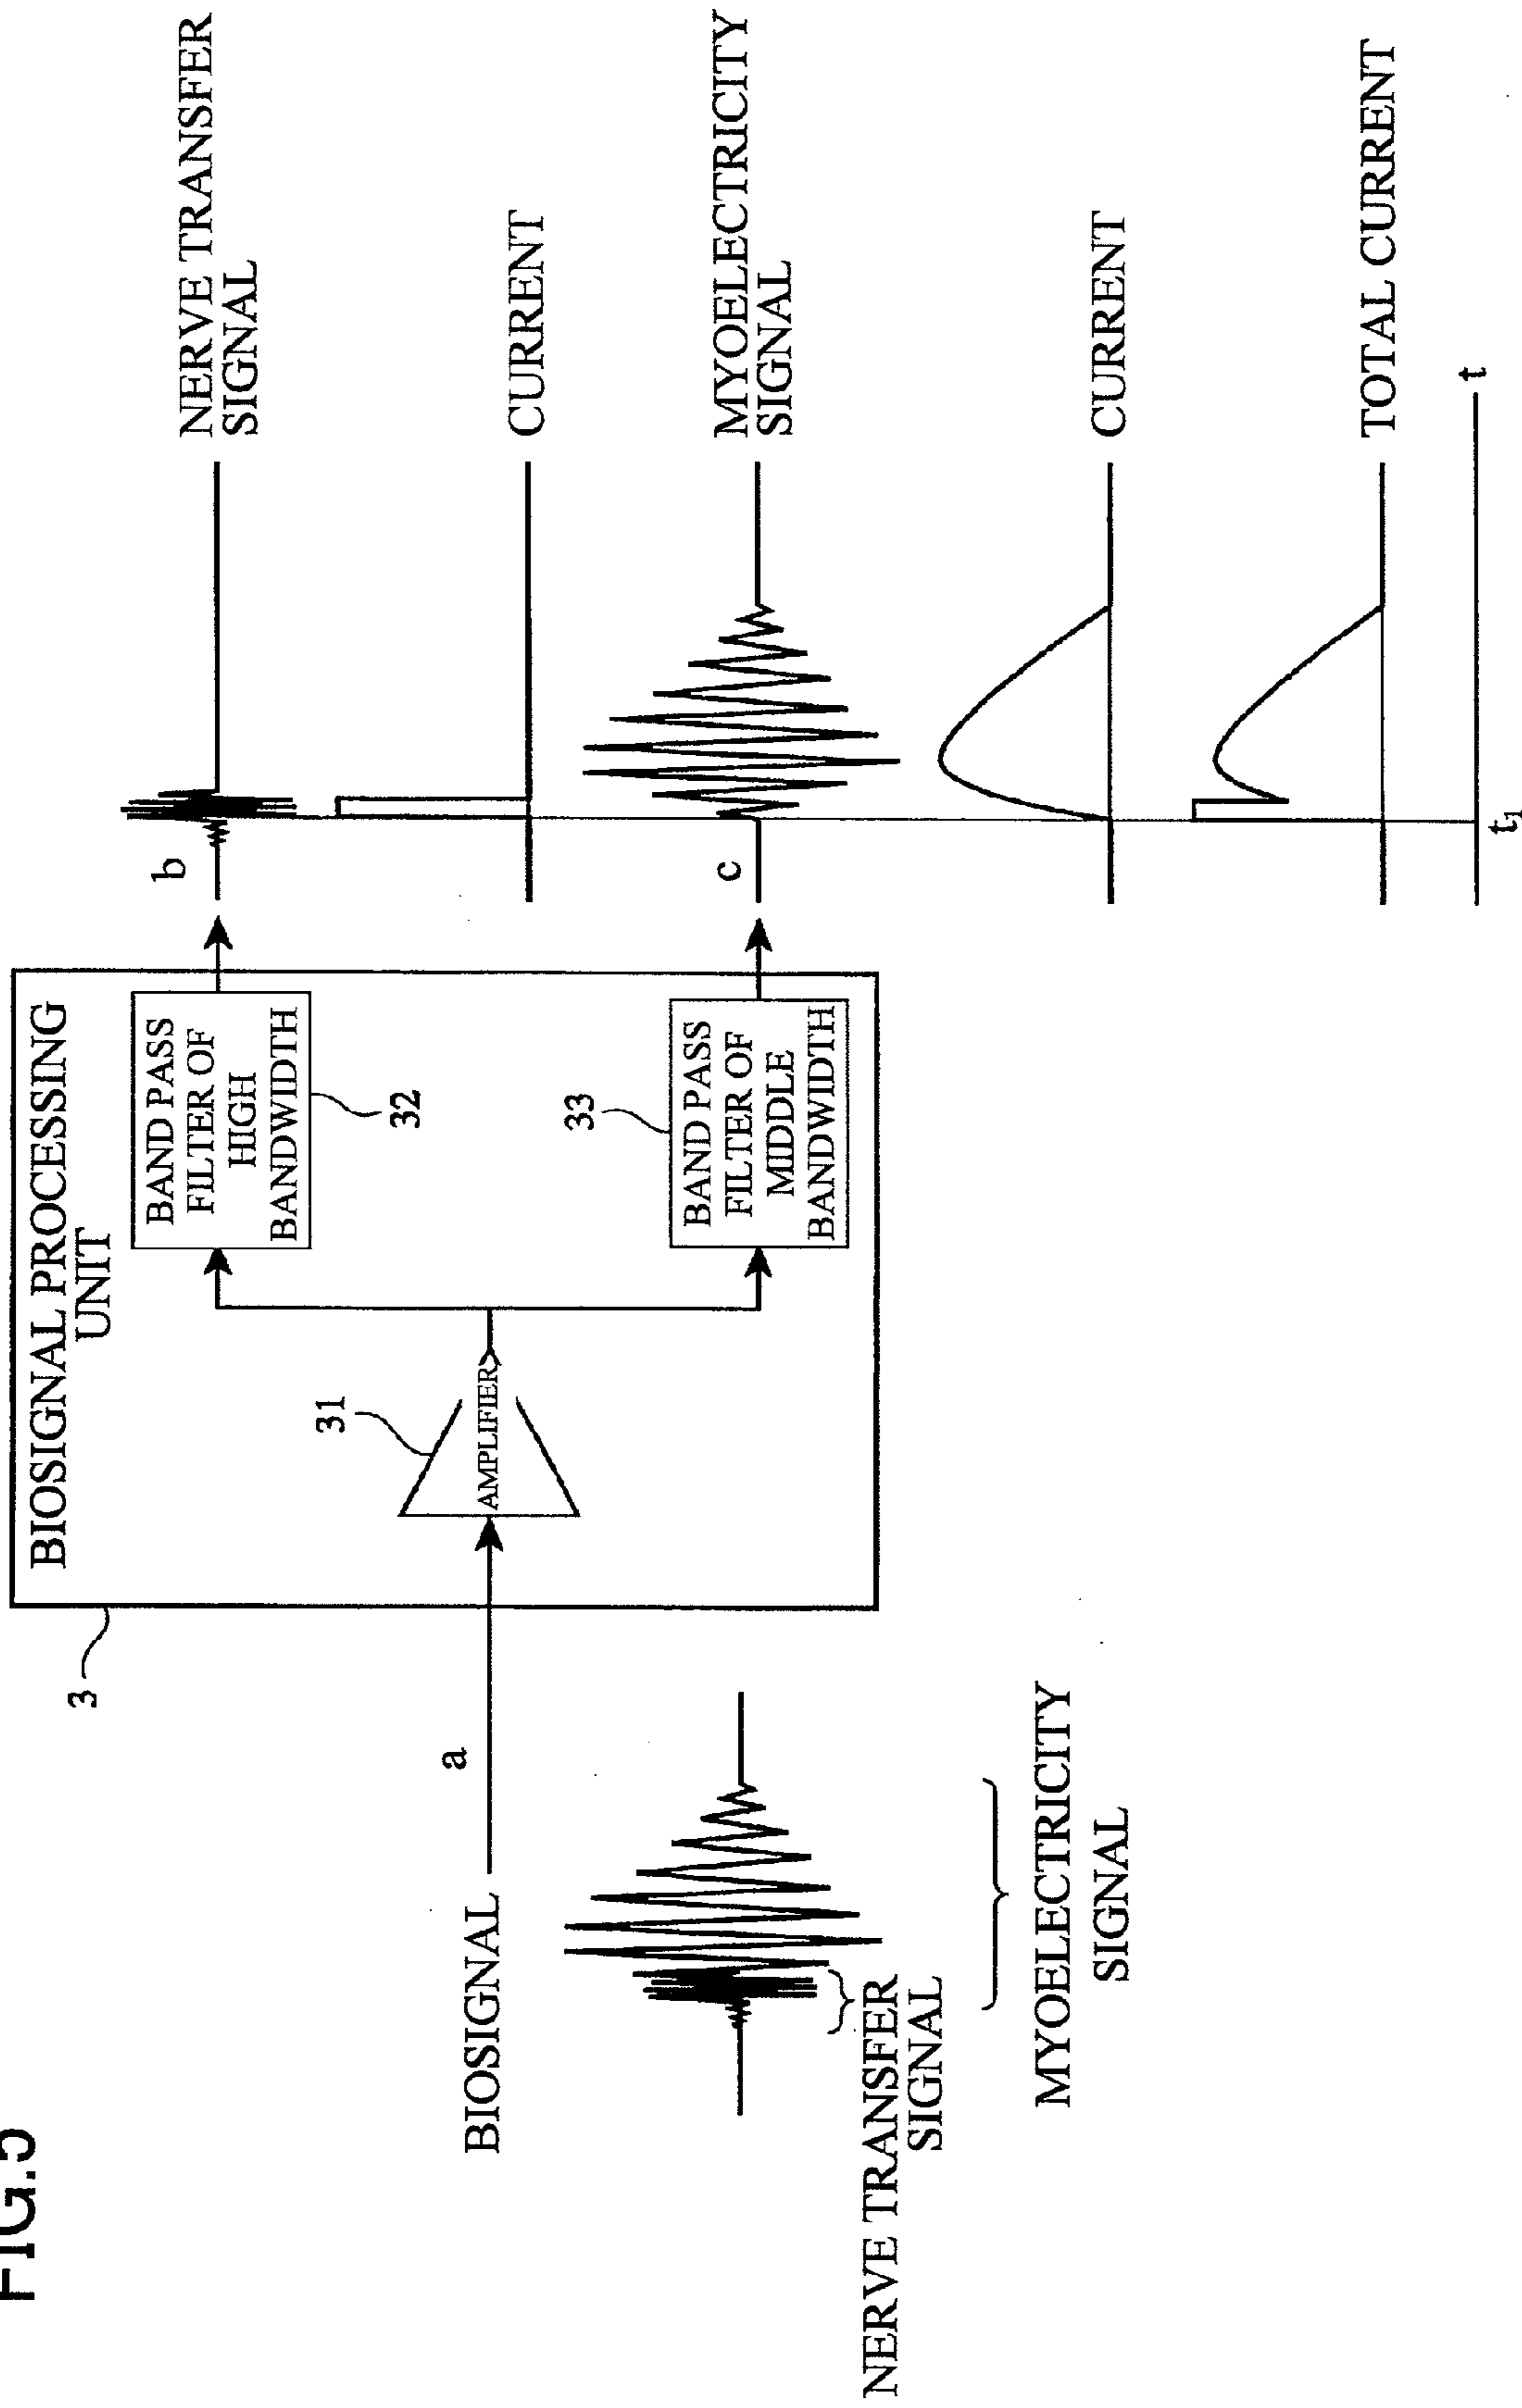 FIG.5
BIOSIGNAL
a
NERVE TRANSFER
SIGNAL
MYOELECTRICITY
SIGNAL
3
BIOSIGNAL PROCESSING
UNIT
31
AMPLIFIER
BAND PASS
FILTER OF
HIGH
BANDWIDTH
32
33
BAND PASS
FILTER OF
MIDDLE
BANDWIDTH
b
NERVE TRANSFER
SIGNAL
CURRENT
c
MYOELECTRICITY
SIGNAL
CURRENT
TOTAL CURRENT
t
t1